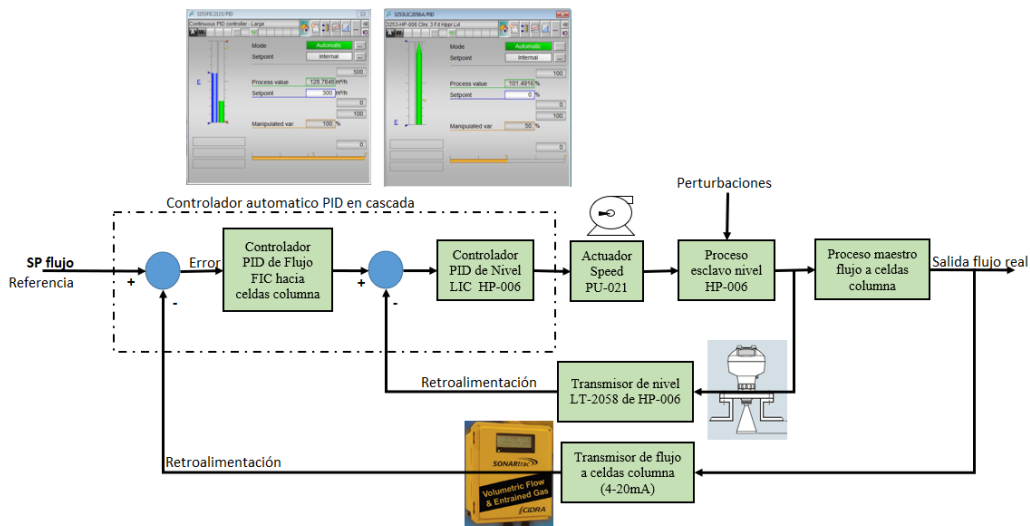 3253FIC2115/PID
Continuous PID controller - Large
Mode
Automatic
...
Setpoint
Internal
...
500.
Process value
m³/h
Setpoint
300.
m³/h
0
100.
Manipulated var.
100.
%
0
3253LIC2058A/PID
3253-HP-006 Clnr. 3 Fd Hppr Lvl
Mode
Automatic
...
Setpoint
Internal
...
100.
Process value
101.4916
%
Setpoint
0.
%
0
100.
Manipulated var.
50.
%
0
Perturbaciones
Controlador automatico PID en cascada
SP flujo
Referencia
+
-
Error
Controlador
PID de Flujo
FIC hacia
celdas columna
+
-
Controlador
PID de Nivel
LIC HP-006
Actuador
Speed
PU-021
Proceso
esclavo nivel
HP-006
Proceso maestro
flujo a celdas
columna
Salida flujo real
Retroalimentación
Transmisor de nivel
LT-2058 de HP-006
Retroalimentación
SONARtrac
Volumetric Flow
& Entrained Gas
CiDRA
Transmisor de flujo
a celdas columna
(4-20mA)